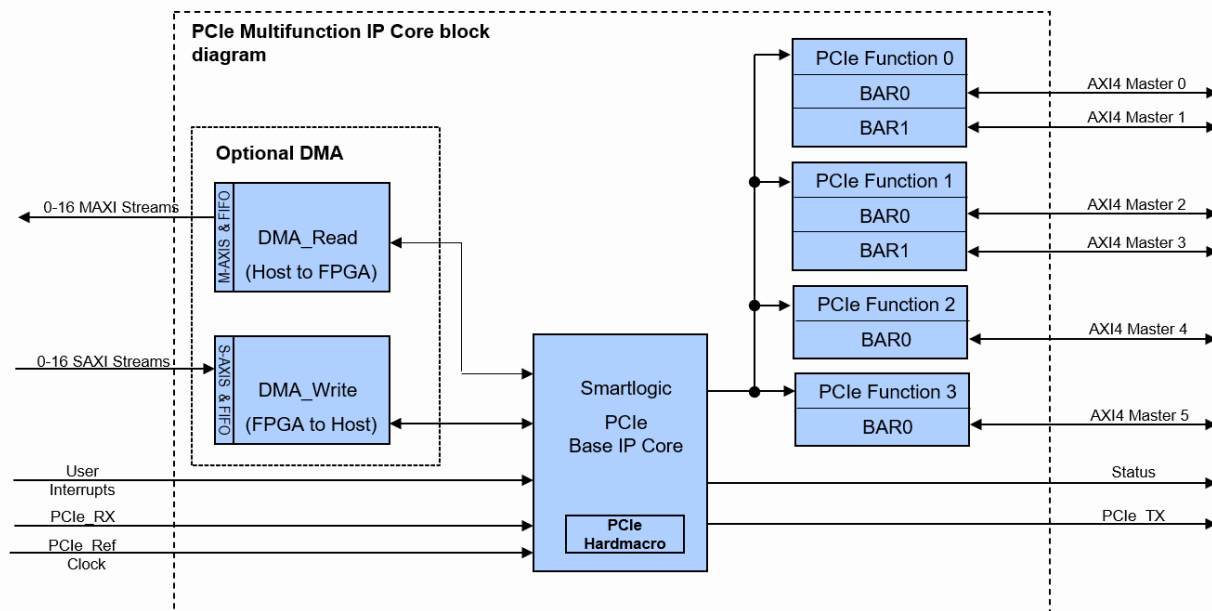 PCIe Multifunction IP Core block
diagram
Optional DMA
0-16 MAXI Streams
M-AXIS & FIFO
DMA_Read
(Host to FPGA)
0-16 SAXI Streams
S-AXIS & FIFO
DMA_Write
(FPGA to Host)
User
Interrupts
PCIe_RX
PCIe_Ref
Clock
Smartlogic
PCIe
Base IP Core
PCIe
Hardmacro
PCIe Function 0
BAR0
BAR1
PCIe Function 1
BAR0
BAR1
PCIe Function 2
BAR0
PCIe Function 3
BAR0
AXI4 Master 0
AXI4 Master 1
AXI4 Master 2
AXI4 Master 3
AXI4 Master 4
AXI4 Master 5
Status
PCIe_TX